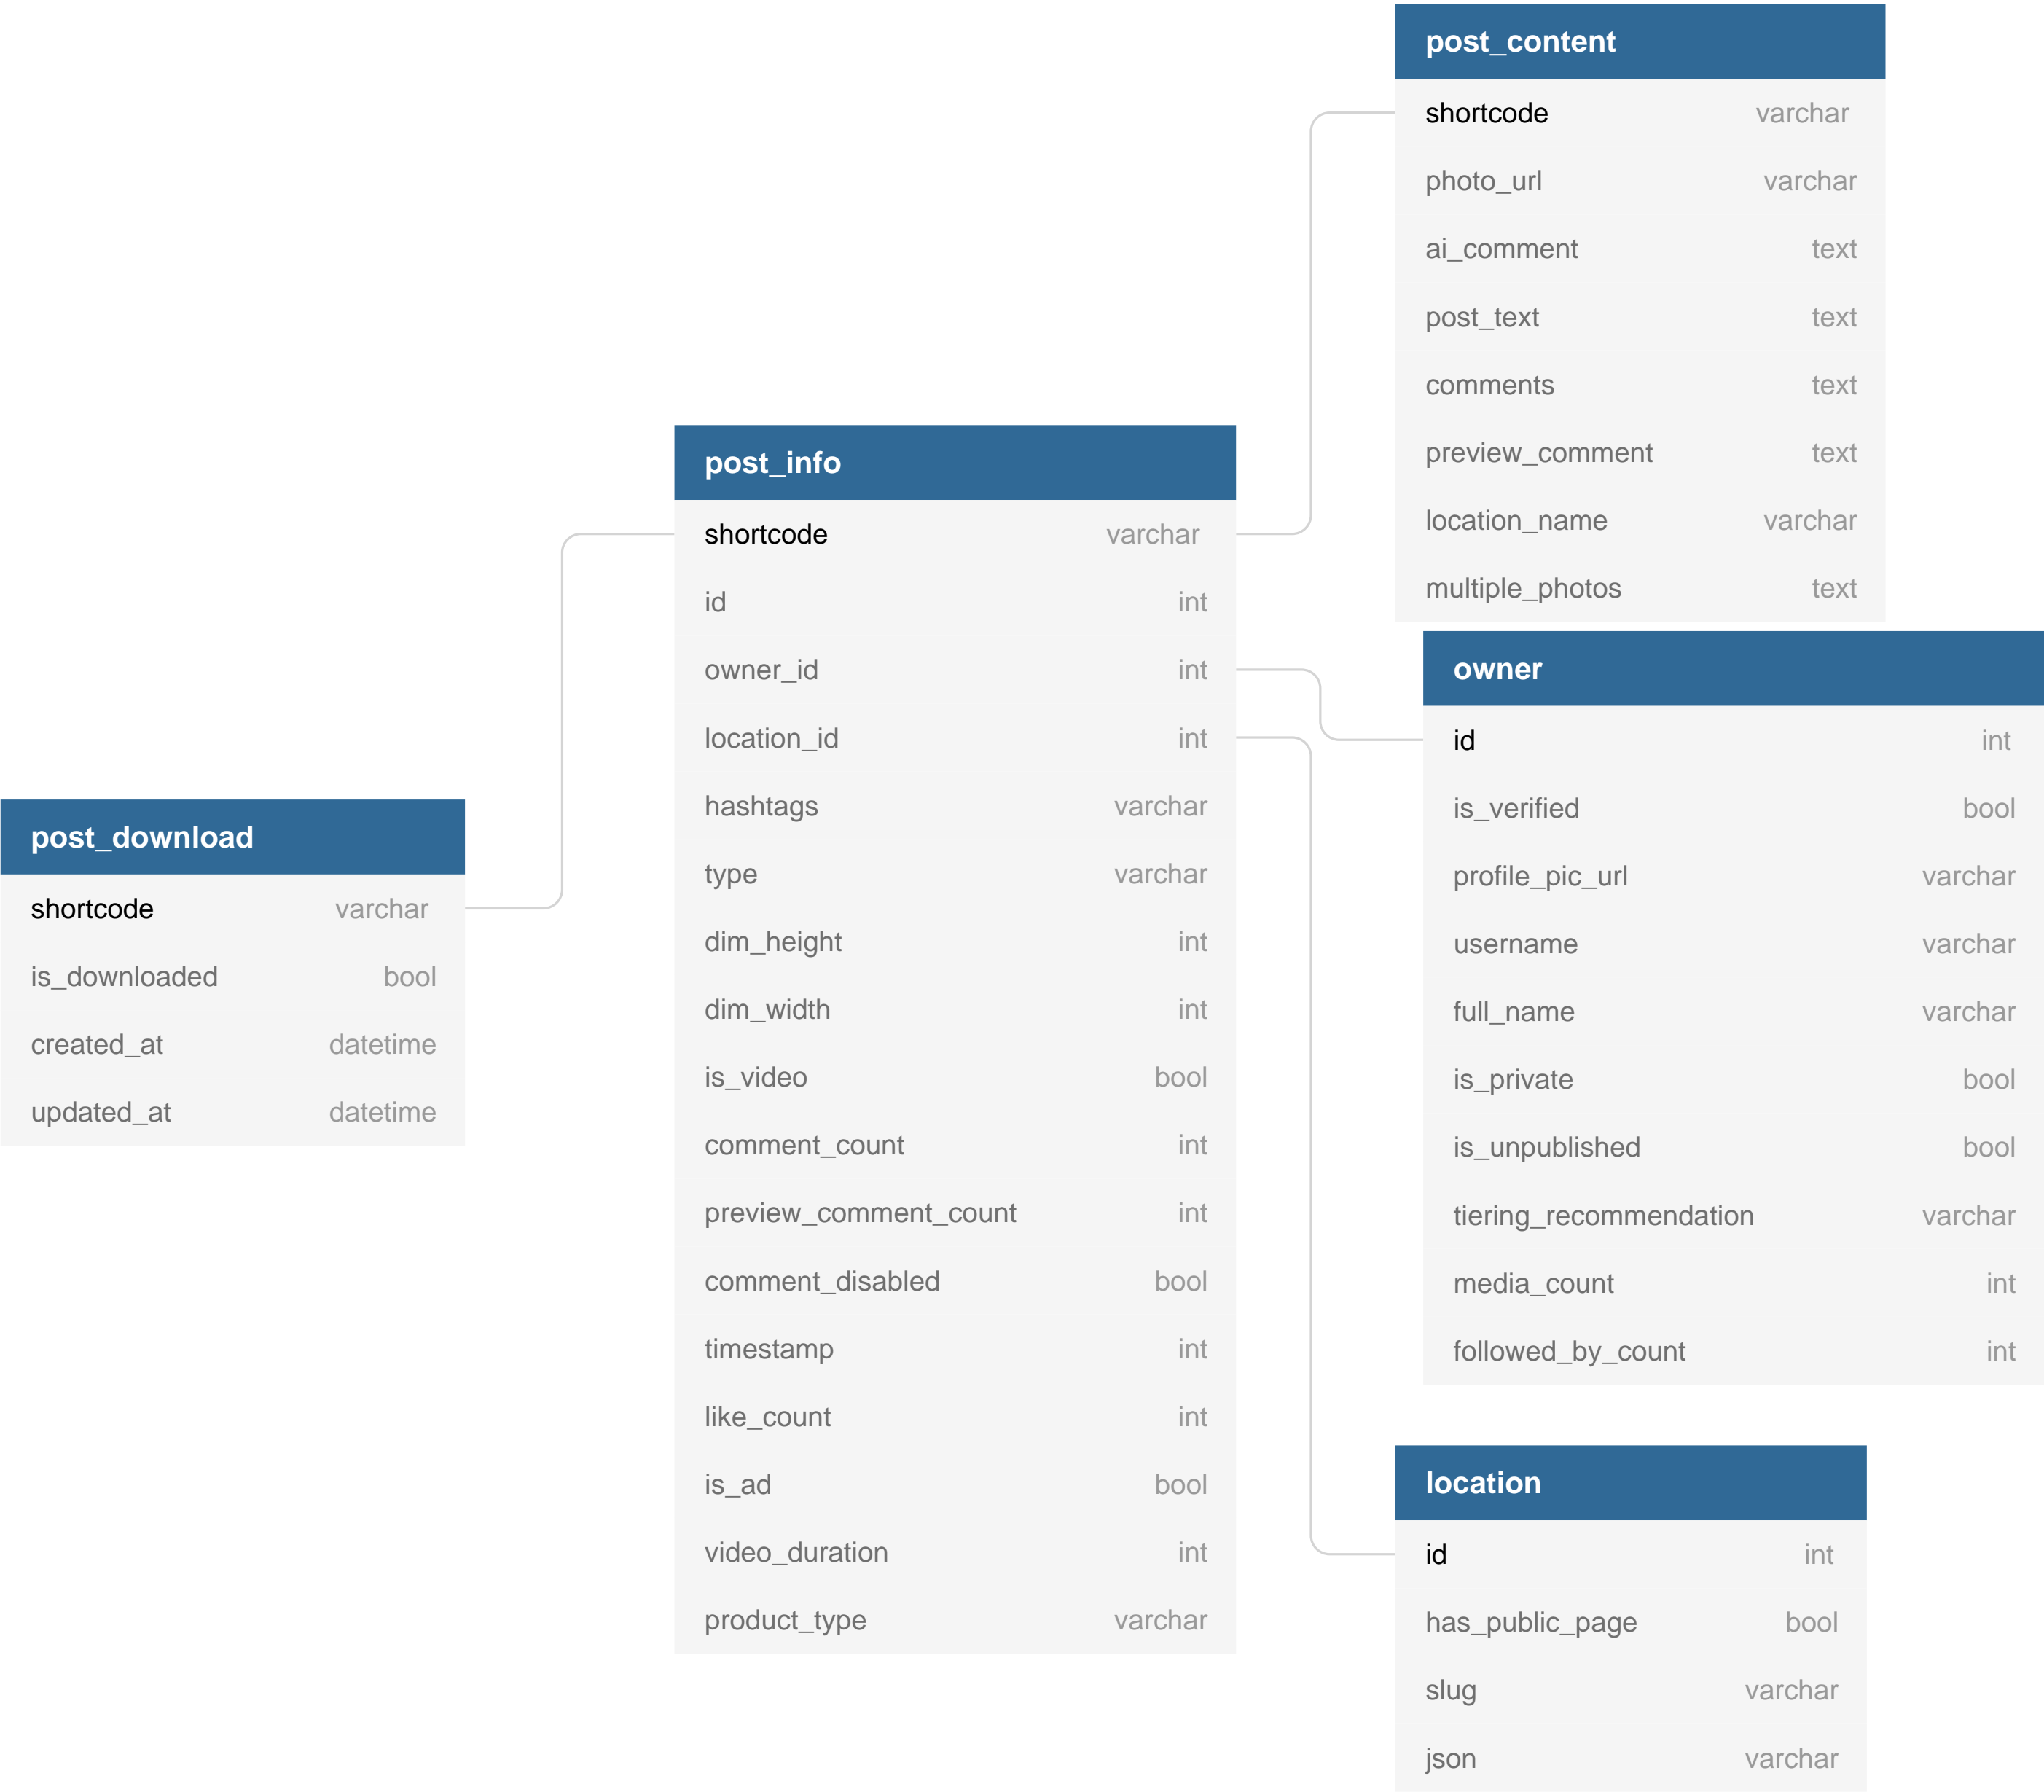 post_content
shortcode varchar
photo_url varchar
ai_comment text
post_text text
comments text
preview_comment text
location_name varchar
multiple_photos text
post_info
shortcode varchar
id int
owner_id int
location_id int
hashtags varchar
type varchar
dim_height int
dim_width int
is_video bool
comment_count int
preview_comment_count int
comment_disabled bool
timestamp int
like_count int
is_ad bool
video_duration int
product_type varchar
owner
id int
is_verified bool
profile_pic_url varchar
username varchar
full_name varchar
is_private bool
is_unpublished bool
tiering_recommendation varchar
media_count int
followed_by_count int
post_download
shortcode varchar
is_downloaded bool
created_at datetime
updated_at datetime
location
id int
has_public_page bool
slug varchar
json varchar